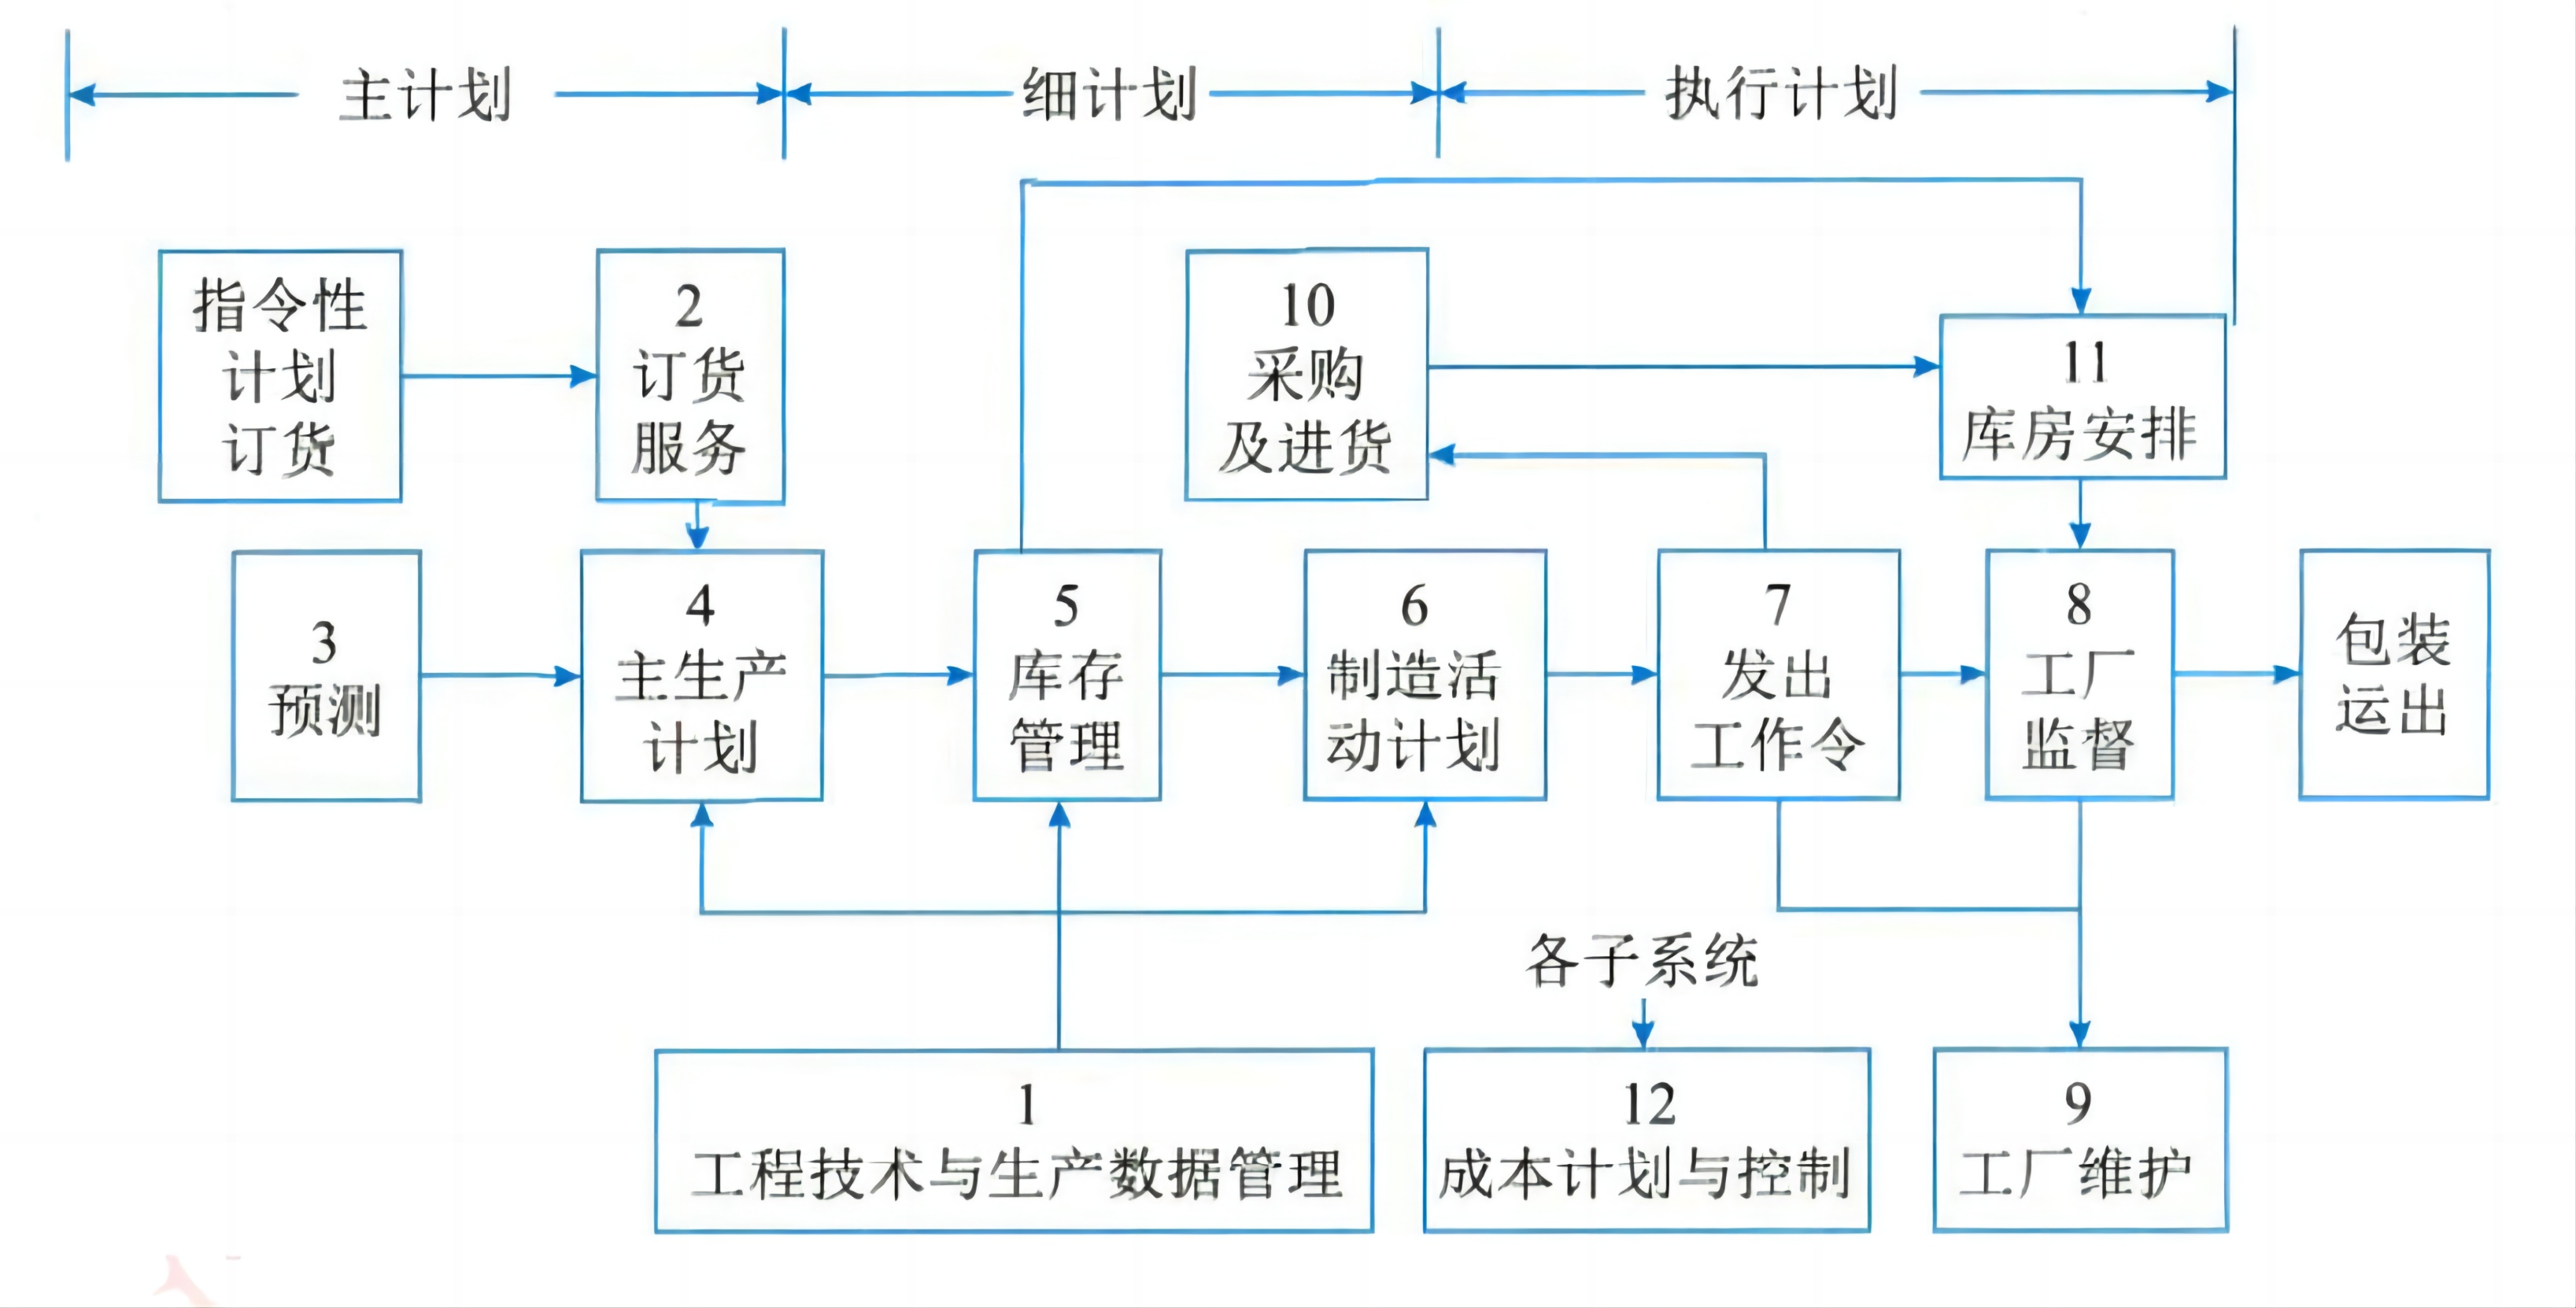 主计划
细计划
执行计划
指令性
计划
订货
2
订货
服务
10
采购
及进货
11
库房安排
3
预测
4
主生产
计划
5
库存
管理
6
制造活
动计划
7
发出
工作令
8
工厂
监督
包装
运出
各子系统
1
工程技术与生产数据管理
12
成本计划与控制
9
工厂维护